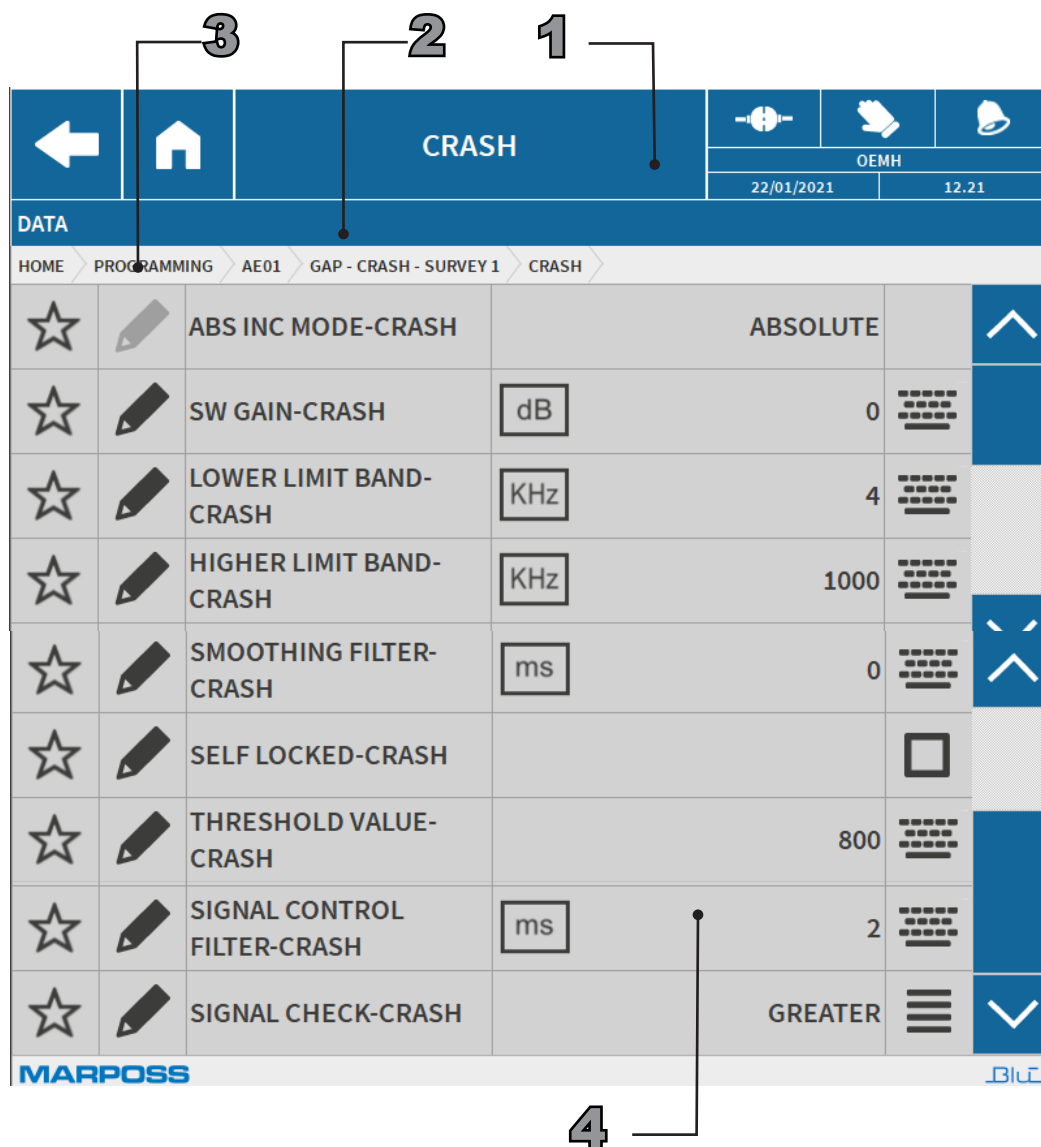 3 2 1
CRASH
OEMH
22/01/2021 12.21
DATA
HOME PROGRAMMING AE01 GAP - CRASH - SURVEY 1 CRASH
ABS INC MODE-CRASH ABSOLUTE
SW GAIN-CRASH dB 0
LOWER LIMIT BAND-
CRASH KHz 4
HIGHER LIMIT BAND-
CRASH KHz 1000
SMOOTHING FILTER-
CRASH ms 0
SELF LOCKED-CRASH
THRESHOLD VALUE-
CRASH 800
SIGNAL CONTROL
FILTER-CRASH ms 2
SIGNAL CHECK-CRASH GREATER
MARPOSS
4